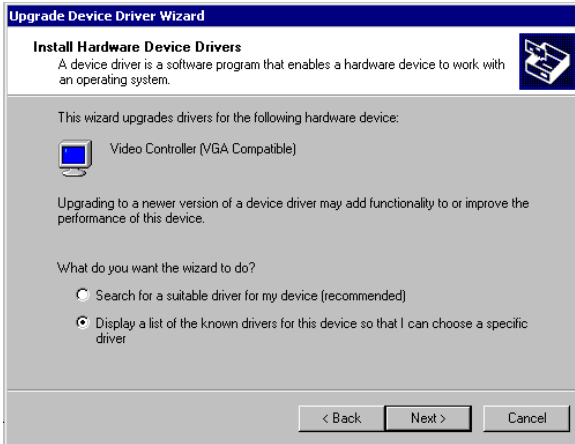 Upgrade Device Driver Wizard
Install Hardware Device Drivers
A device driver is a software program that enables a hardware device to work with
an operating system.
This wizard upgrades drivers for the following hardware device:
Video Controller (VGA Compatible)
Upgrading to a newer version of a device driver may add functionality to or improve the
performance of this device.
What do you want the wizard to do?
Search for a suitable driver for my device (recommended)
Display a list of the known drivers for this device so that I can choose a specific
driver
< Back Next > Cancel